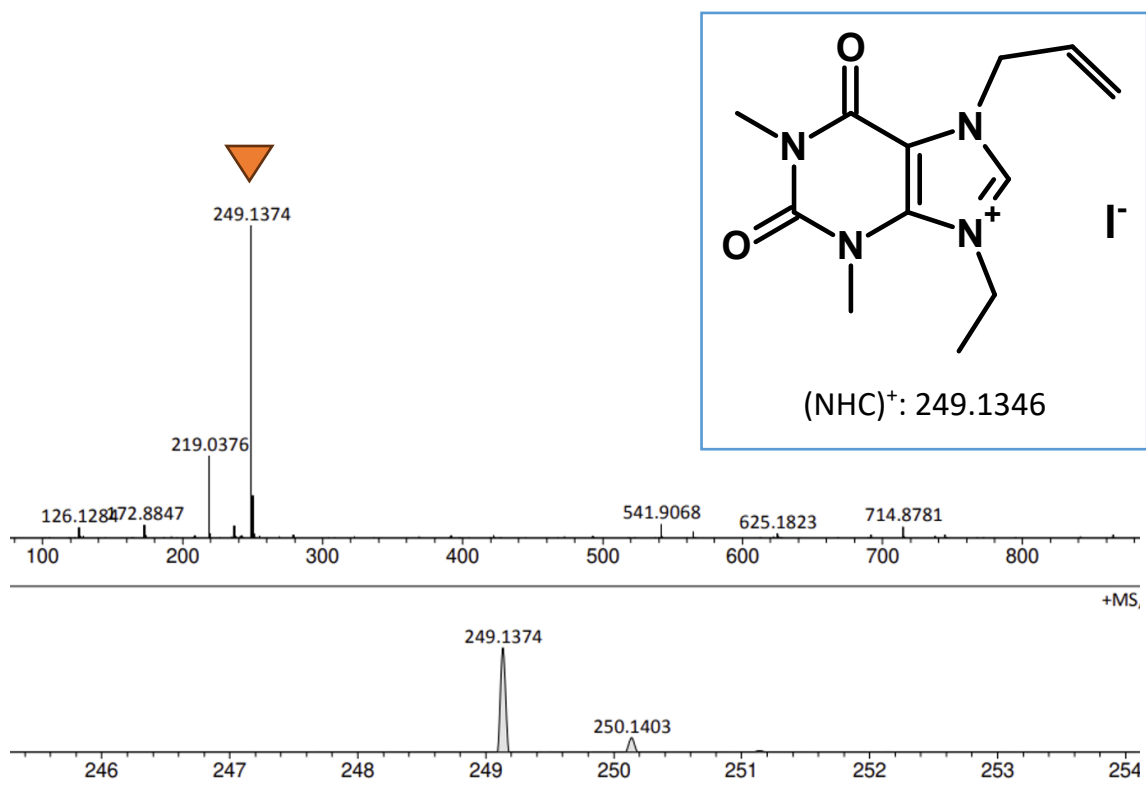 O
N
N
N
N+
O
I-
(NHC)+: 249.1346
249.1374
219.0376
126.1284
172.8847
541.9068
625.1823
714.8781
100 200 300 400 500 600 700 800
+MS,
249.1374
250.1403
246 247 248 249 250 251 252 253 254